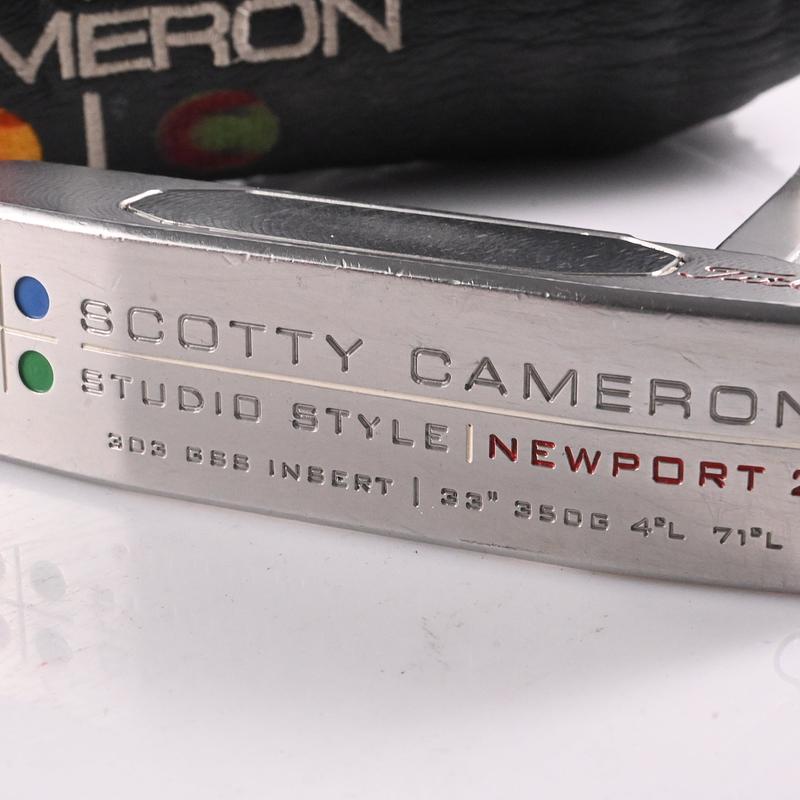 MERON
SCOTTY CAMERON
STUDIO STYLE | NEWPORT 2
303 GSS INSERT | 33" 350G 4°L 71°L